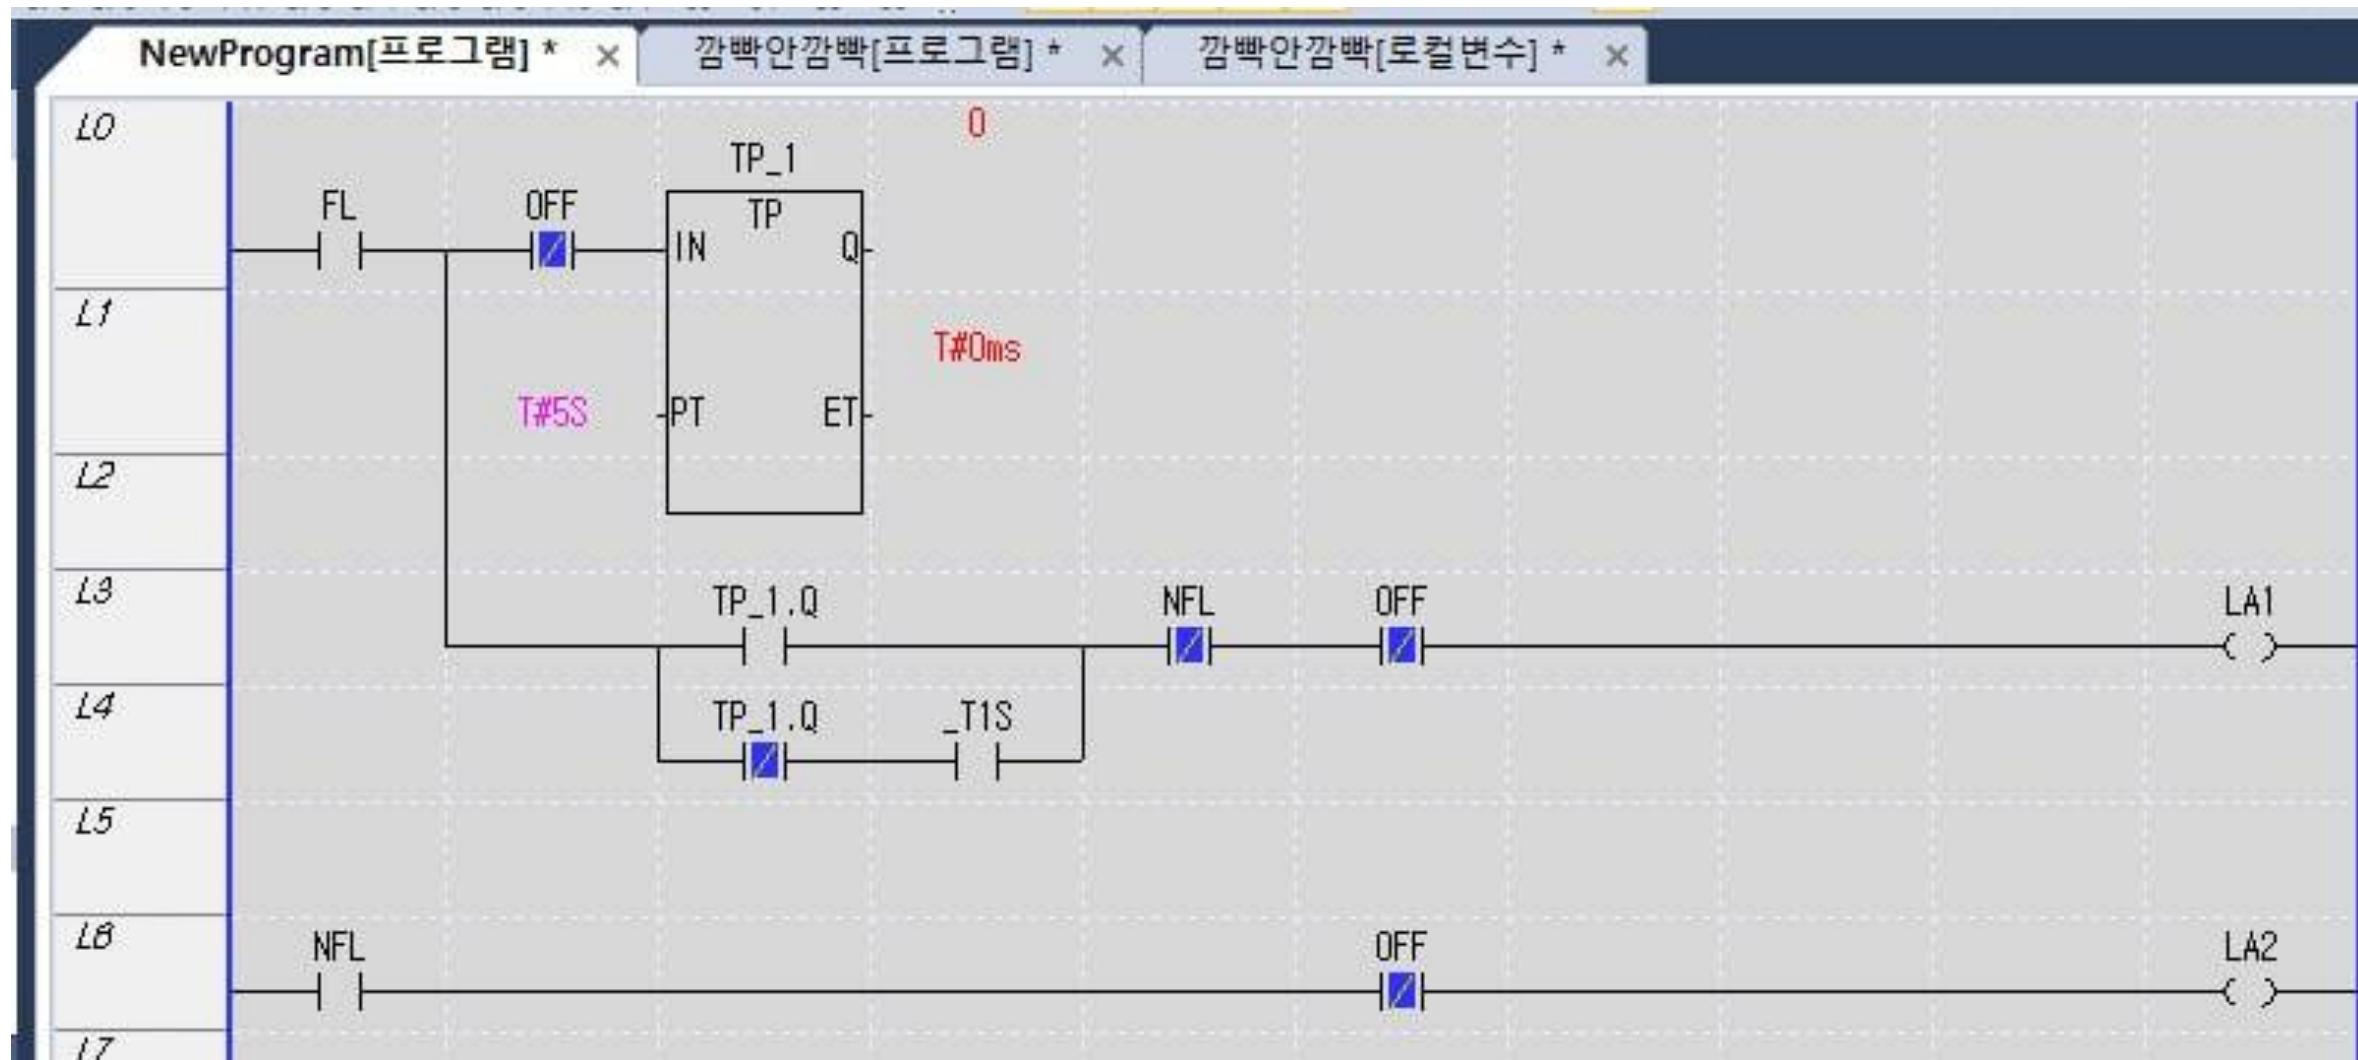 NewProgram[프로그램] * × 깜빡안깜빡[프로그램] * × 깜빡안깜빡[로컬변수] * ×
L0
0
TP_1
FL OFF TP
IN Q
L1
T#0ms
T#5S PT ET
L2
L3
TP_1.Q NFL OFF LA1
L4
TP_1.Q _T1S
L5
L6
NFL OFF LA2
L7